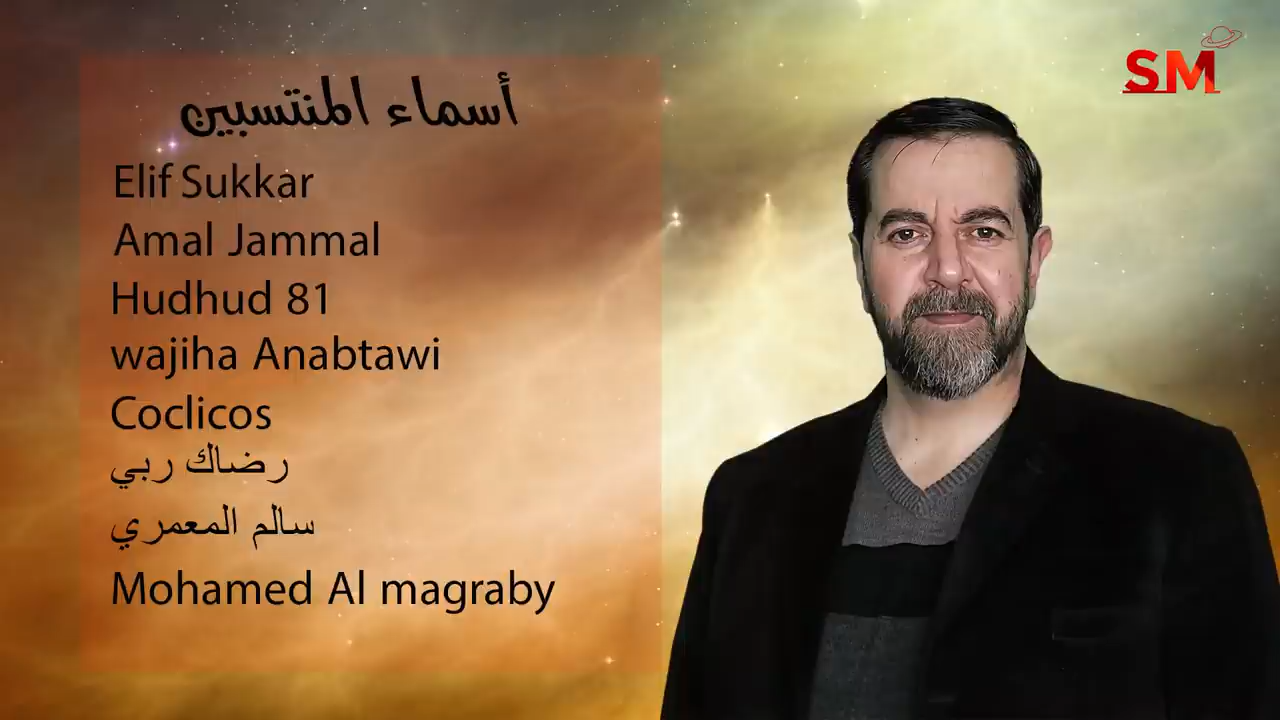 SM
أسماء المنتسبين
Elif Sukkar
Amal Jammal
Hudhud 81
wajiha Anabtawi
Coclicos
رضاك ربي
سالم المعمري
Mohamed Al magraby